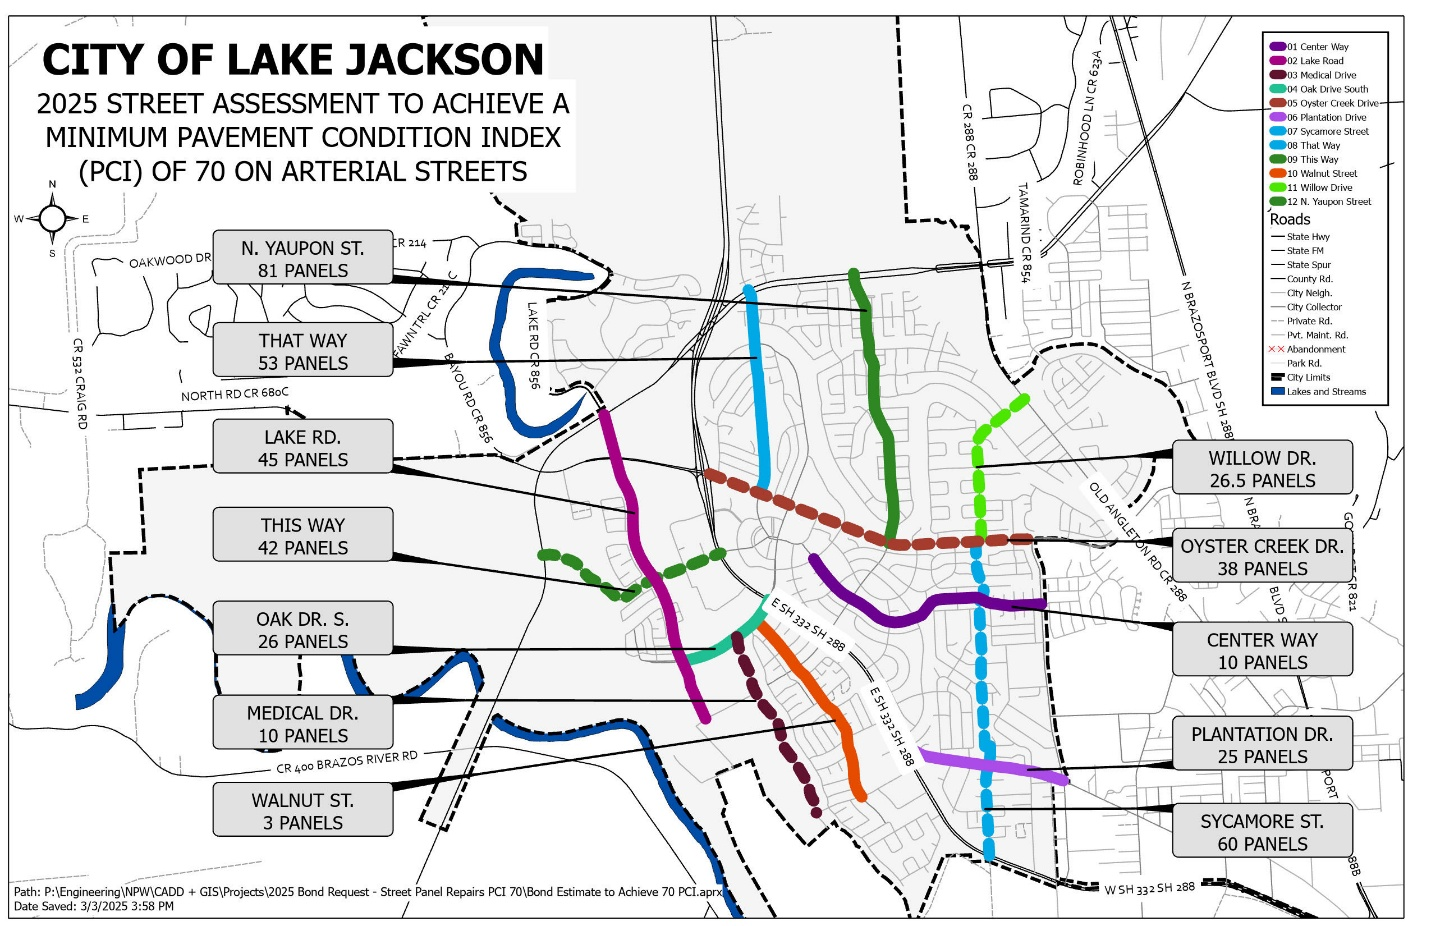 CITY OF LAKE JACKSON
2025 STREET ASSESSMENT TO ACHIEVE A
MINIMUM PAVEMENT CONDITION INDEX
(PCI) OF 70 ON ARTERIAL STREETS
N
W
E
S
01 Center Way
02 Lake Road
03 Medical Drive
04 Oak Drive South
05 Oyster Creek Drive
06 Plantation Drive
07 Sycamore Street
08 That Way
09 This Way
10 Walnut Street
11 Willow Drive
12 N. Yaupon Street
Roads
State Hwy
State FM
State Spur
County Rd.
City Neigh.
City Collector
Private Rd.
Pvt. Maint. Rd.
Abandonment
Park Rd.
City Limits
Lakes and Streams
N. YAUPON ST.
81 PANELS
THAT WAY
53 PANELS
LAKE RD.
45 PANELS
THIS WAY
42 PANELS
OAK DR. S.
26 PANELS
MEDICAL DR.
10 PANELS
WALNUT ST.
3 PANELS
WILLOW DR.
26.5 PANELS
OYSTER CREEK DR.
38 PANELS
CENTER WAY
10 PANELS
PLANTATION DR.
25 PANELS
SYCAMORE ST.
60 PANELS
OAKWOOD DR
CR 214
CR 532 CRAIG RD
NORTH RD CR 680C
BAYOU RD CR 856
LAKE RD CR 856
CR 288 CR 288
TAMARIND CR 854
ROBINHOOD LN CR 623A
N BRAZOSPORT BLVD SH 288B
OLD ANGLETON RD CR 288
E SH 332 SH 288
E SH 332 SH 288
CR 400 BRAZOS RIVER RD
W SH 332 SH 288
Path: P:\Engineering\NPW\CADD + GIS\Projects\2025 Bond Request - Street Panel Repairs PCI 70\Bond Estimate to Achieve 70 PCI.aprx
Date Saved: 3/3/2025 3:58 PM